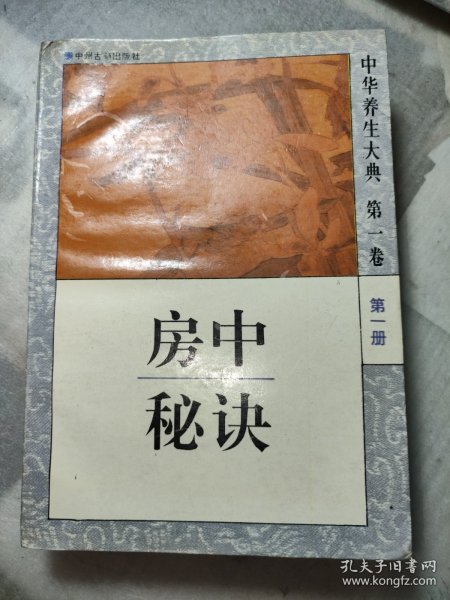 中州古籍出版社
中华养生大典 第一卷
第一册
房中
秘诀
孔夫子旧书网
www.kongfz.com